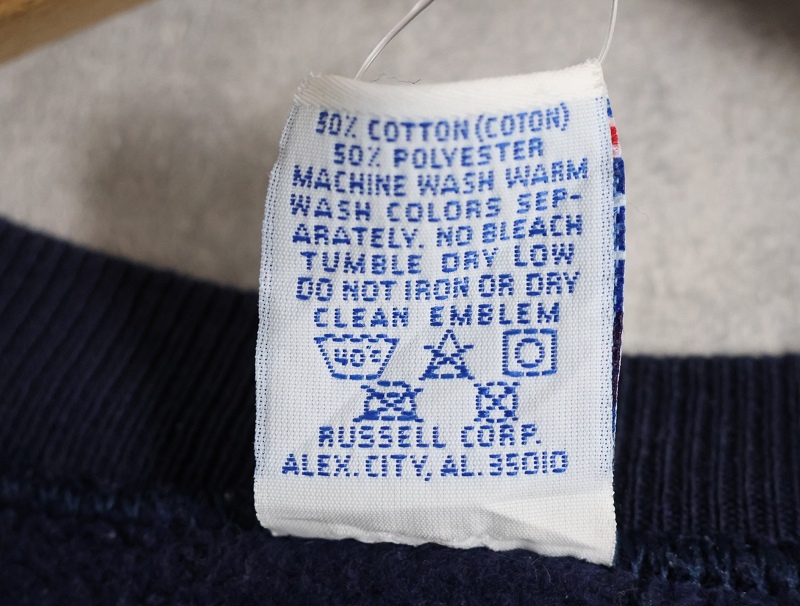 50% COTTON (COTON)
50% POLYESTER
MACHINE WASH WARM
WASH COLORS SEP-
ARATELY. NO BLEACH
TUMBLE DRY LOW
DO NOT IRON OR DRY
CLEAN EMBLEM
40°c
RUSSELL CORP.
ALEX. CITY, AL. 35010